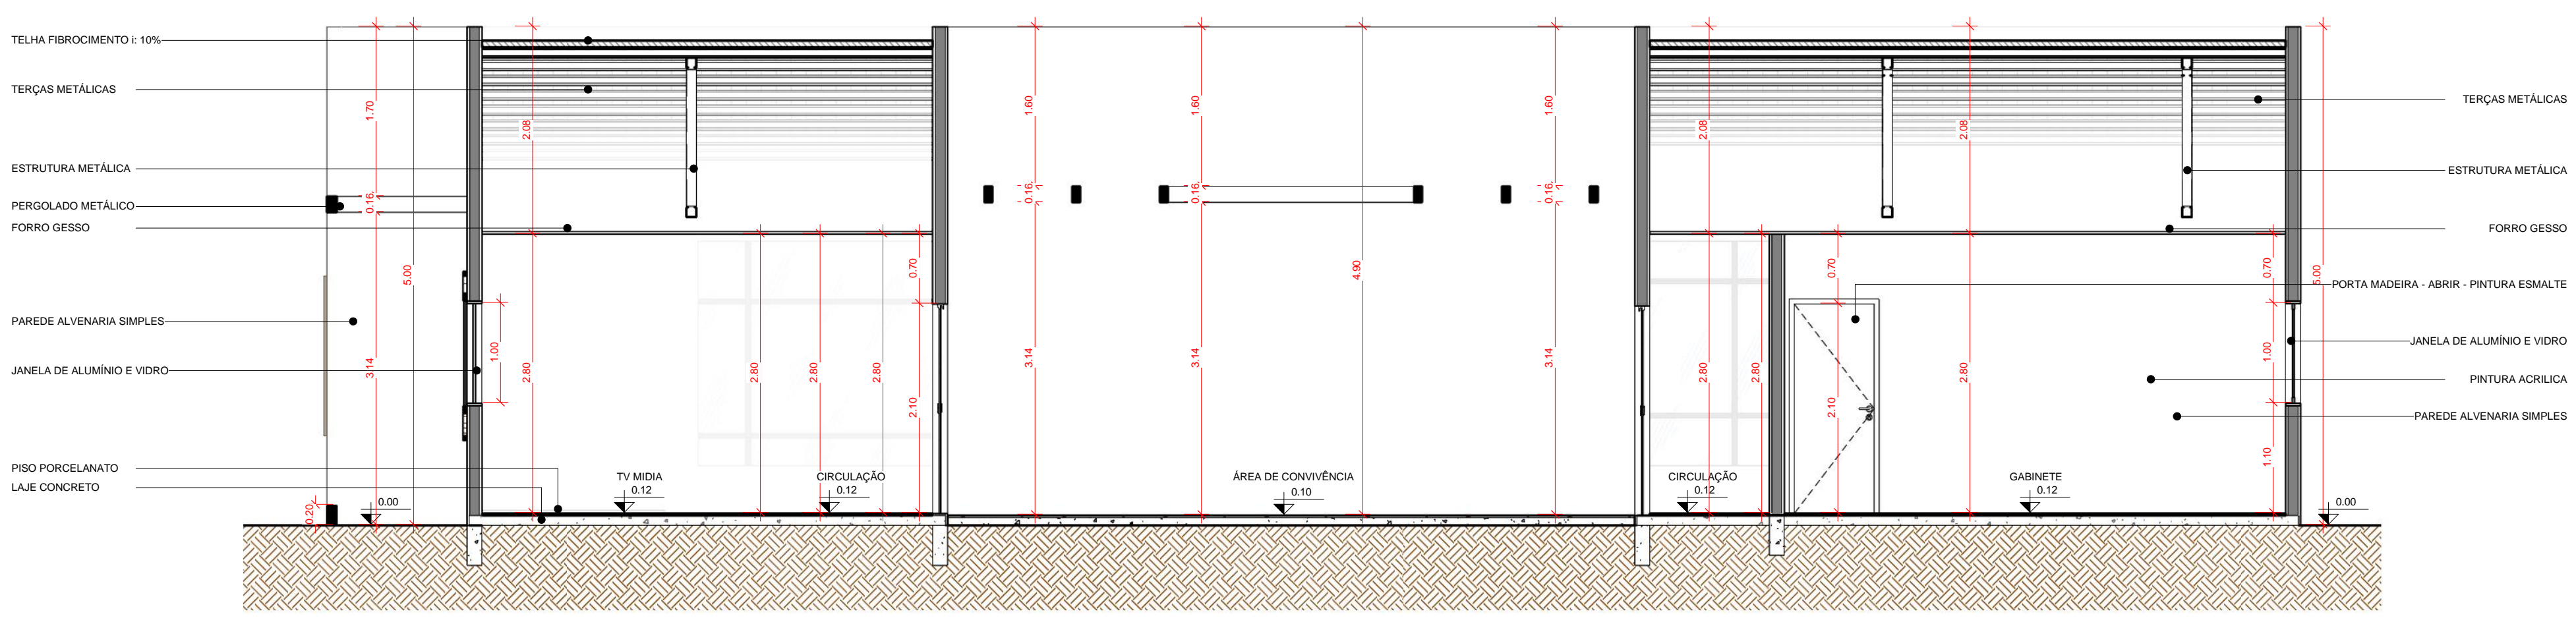 TELHA FIBROCIMENTO i: 10%
TERÇAS METÁLICAS
ESTRUTURA METÁLICA
PERGOLADO METÁLICO
FORRO GESSO
PAREDE ALVENARIA SIMPLES
JANELA DE ALUMÍNIO E VIDRO
PISO PORCELANATO
LAJE CONCRETO
1.70
0.16
3.14
5.00
0.20
0.00
1.00
2.08
2.80
2.80
2.80
2.80
0.70
2.10
TV MIDIA
0.12
CIRCULAÇÃO
0.12
1.60
0.16
3.14
1.60
0.16
3.14
4.90
1.60
0.16
3.14
ÁREA DE CONVIVÊNCIA
0.10
2.08
2.80
2.80
CIRCULAÇÃO
0.12
0.70
2.10
2.08
2.80
GABINETE
0.12
0.70
1.00
1.10
5.00
0.00
TERÇAS METÁLICAS
ESTRUTURA METÁLICA
FORRO GESSO
PORTA MADEIRA - ABRIR - PINTURA ESMALTE
JANELA DE ALUMÍNIO E VIDRO
PINTURA ACRILICA
PAREDE ALVENARIA SIMPLES